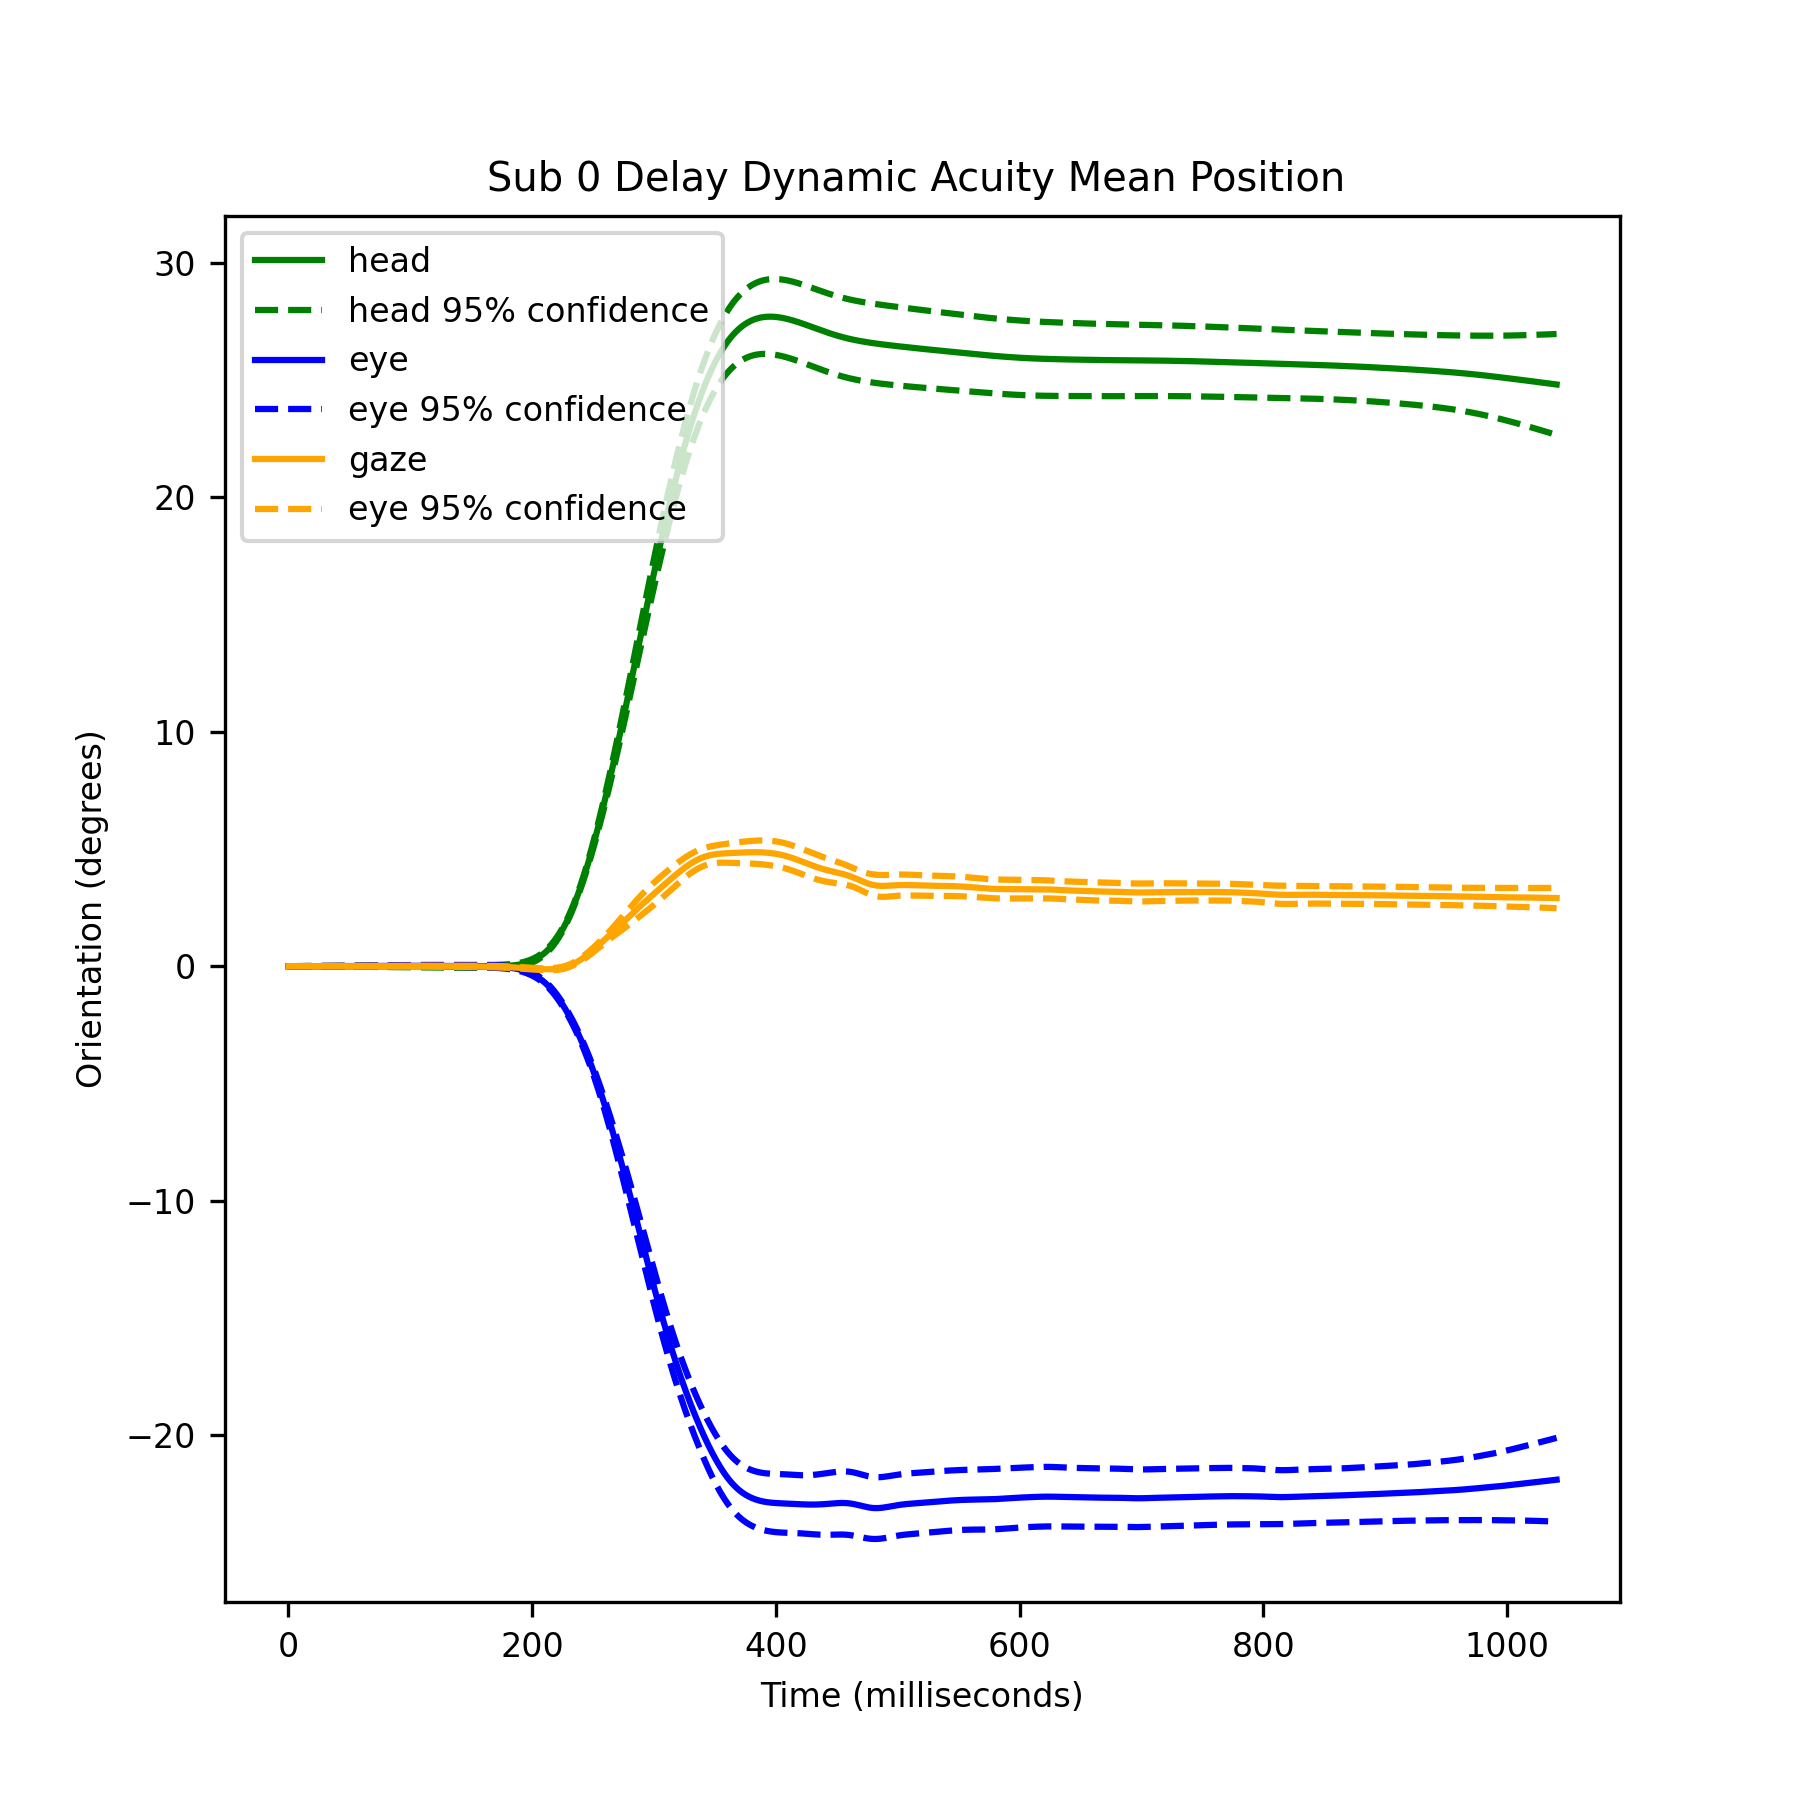 Sub 0 Delay Dynamic Acuity Mean Position
head
head 95% confidence
eye
eye 95% confidence
gaze
eye 95% confidence
30
20
10
0
−10
−20
Orientation (degrees)
0 200 400 600 800 1000
Time (milliseconds)